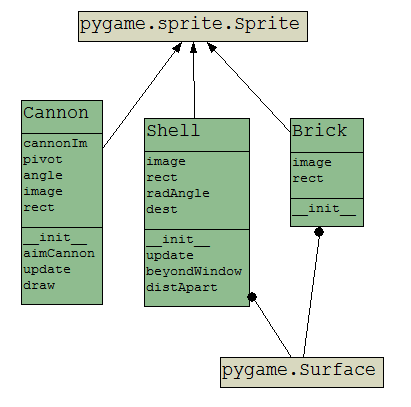 pygame.sprite.Sprite
Cannon
cannonIm
pivot
angle
image
rect
__init__
aimCannon
update
draw
Shell
image
rect
radAngle
dest
__init__
update
beyondWindow
distApart
Brick
image
rect
__init__
pygame.Surface